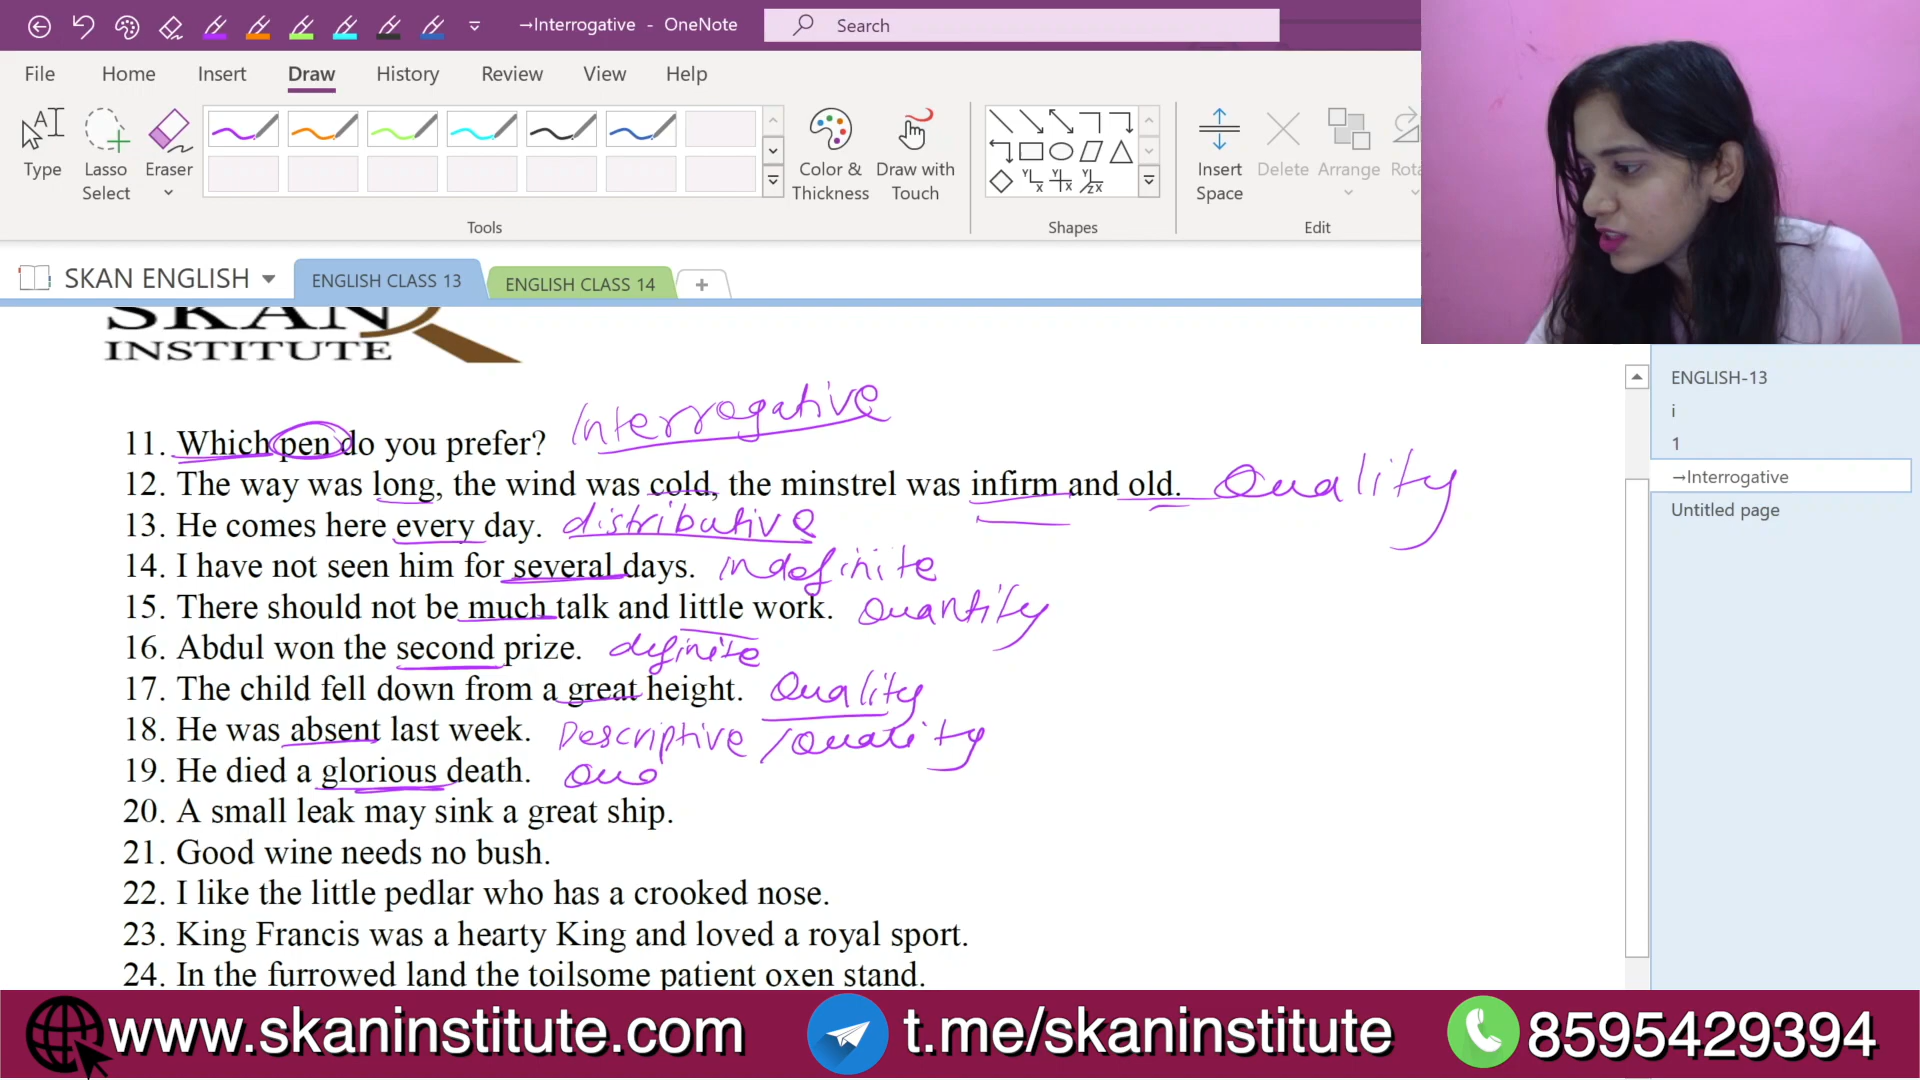 →Interrogative - OneNote
Search
File Home Insert Draw History Review View Help
Type
Lasso Select
Eraser
Color & Thickness
Draw with Touch
Insert Space
Delete
Arrange
Rota
Tools
Shapes
Edit
SKAN ENGLISH
ENGLISH CLASS 13
ENGLISH CLASS 14
SKAN
INSTITUTE
ENGLISH-13
i
1
→Interrogative
Untitled page
11. Which pen do you prefer? Interrogative
12. The way was long, the wind was cold, the minstrel was infirm and old. Quality
13. He comes here every day. distributive
14. I have not seen him for several days. indefinite
15. There should not be much talk and little work. Quantity
16. Abdul won the second prize. definite
17. The child fell down from a great height. Quality
18. He was absent last week. Descriptive / Quality
19. He died a glorious death. Qua
20. A small leak may sink a great ship.
21. Good wine needs no bush.
22. I like the little pedlar who has a crooked nose.
23. King Francis was a hearty King and loved a royal sport.
24. In the furrowed land the toilsome patient oxen stand.
www.skaninstitute.com
t.me/skaninstitute
8595429394